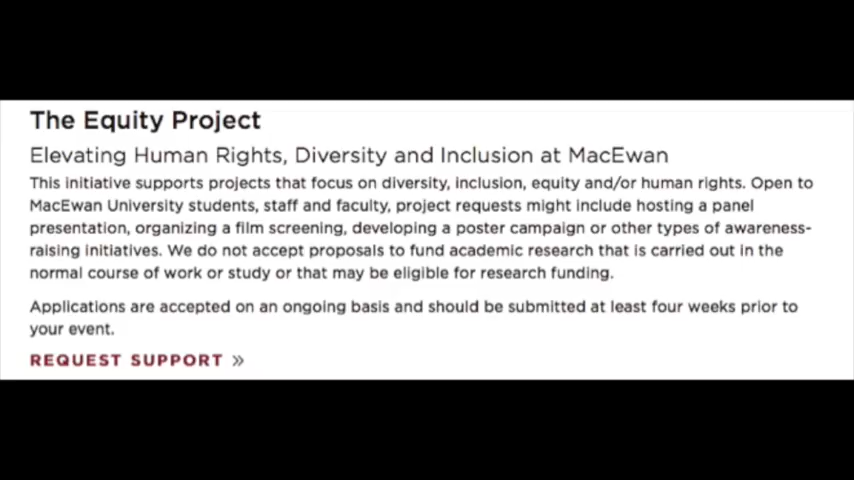 The Equity Project
Elevating Human Rights, Diversity and Inclusion at MacEwan
This initiative supports projects that focus on diversity, inclusion, equity and/or human rights. Open to
MacEwan University students, staff and faculty, project requests might include hosting a panel
presentation, organizing a film screening, developing a poster campaign or other types of awareness-
raising initiatives. We do not accept proposals to fund academic research that is carried out in the
normal course of work or study or that may be eligible for research funding.
Applications are accepted on an ongoing basis and should be submitted at least four weeks prior to
your event.
REQUEST SUPPORT »